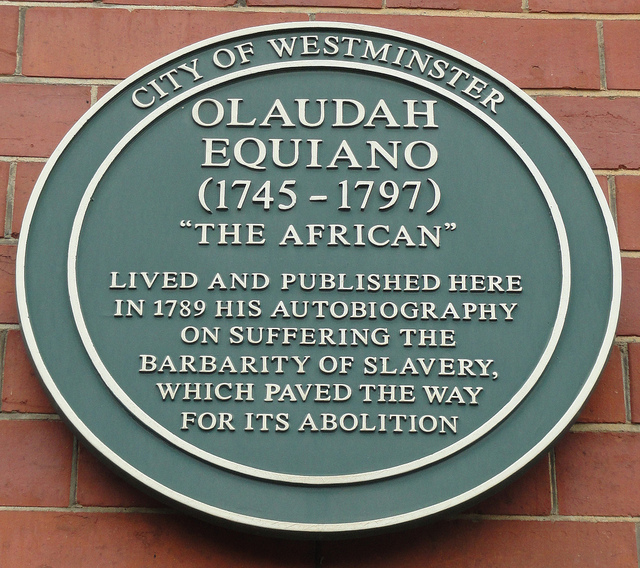 CITY OF WESTMINSTER
OLAUDAH
EQUIANO
(1745 – 1797)
“THE AFRICAN”
LIVED AND PUBLISHED HERE
IN 1789 HIS AUTOBIOGRAPHY
ON SUFFERING THE
BARBARITY OF SLAVERY,
WHICH PAVED THE WAY
FOR ITS ABOLITION